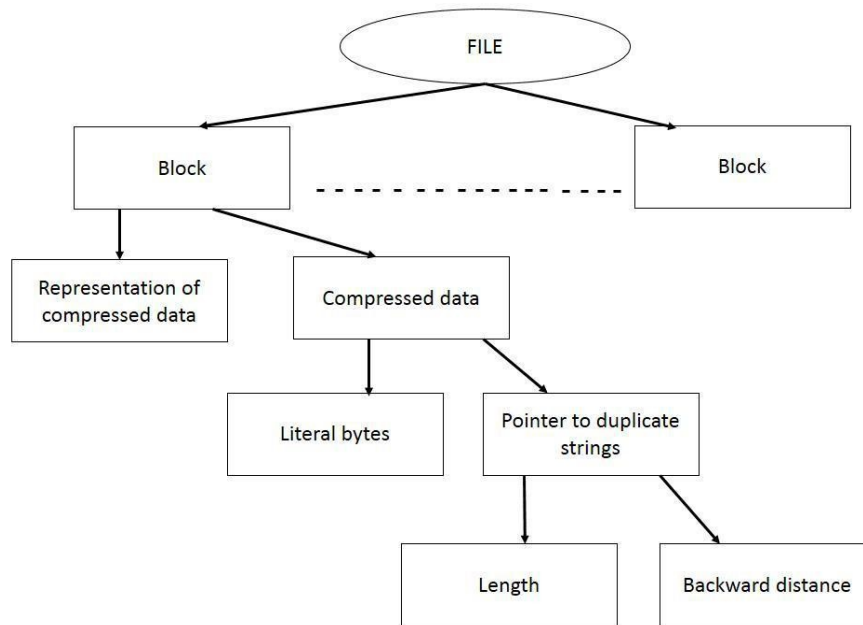 FILE
Block
Block
Representation of
compressed data
Compressed data
Literal bytes
Pointer to duplicate
strings
Length
Backward distance